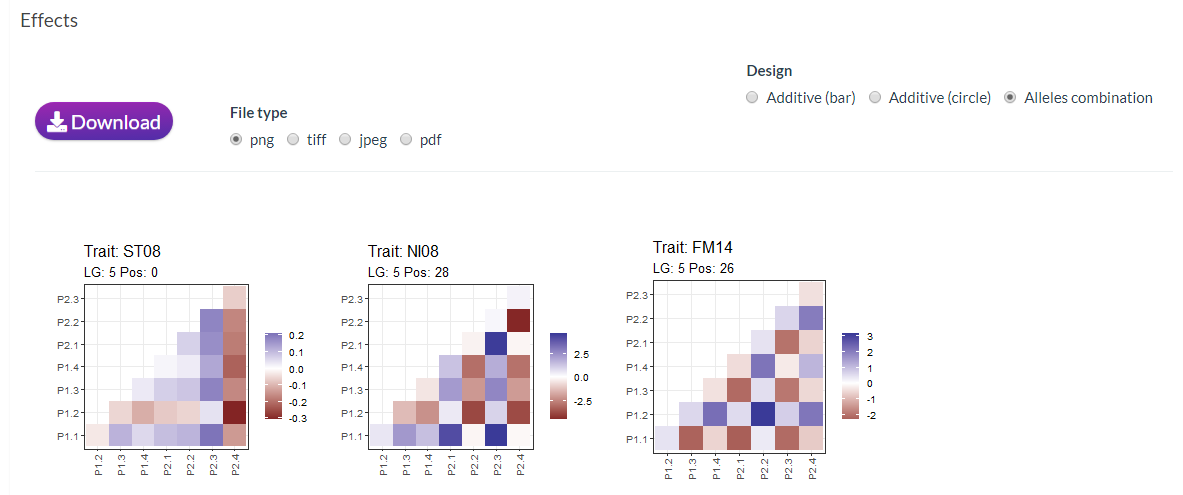 Effects
Design
Additive (bar) Additive (circle) Alleles combination
Download
File type
png tiff jpeg pdf
Trait: ST08
LG: 5 Pos: 0
P2.3
P2.2
P2.1
P1.4
P1.3
P1.2
P1.1
P1.2 P1.3 P1.4 P2.1 P2.2 P2.3 P2.4
0.2
0.1
0.0
-0.1
-0.2
-0.3
Trait: NI08
LG: 5 Pos: 28
P2.3
P2.2
P2.1
P1.4
P1.3
P1.2
P1.1
P1.2 P1.3 P1.4 P2.1 P2.2 P2.3 P2.4
2.5
0.0
-2.5
Trait: FM14
LG: 5 Pos: 26
P2.3
P2.2
P2.1
P1.4
P1.3
P1.2
P1.1
P1.2 P1.3 P1.4 P2.1 P2.2 P2.3 P2.4
3
2
1
0
-1
-2